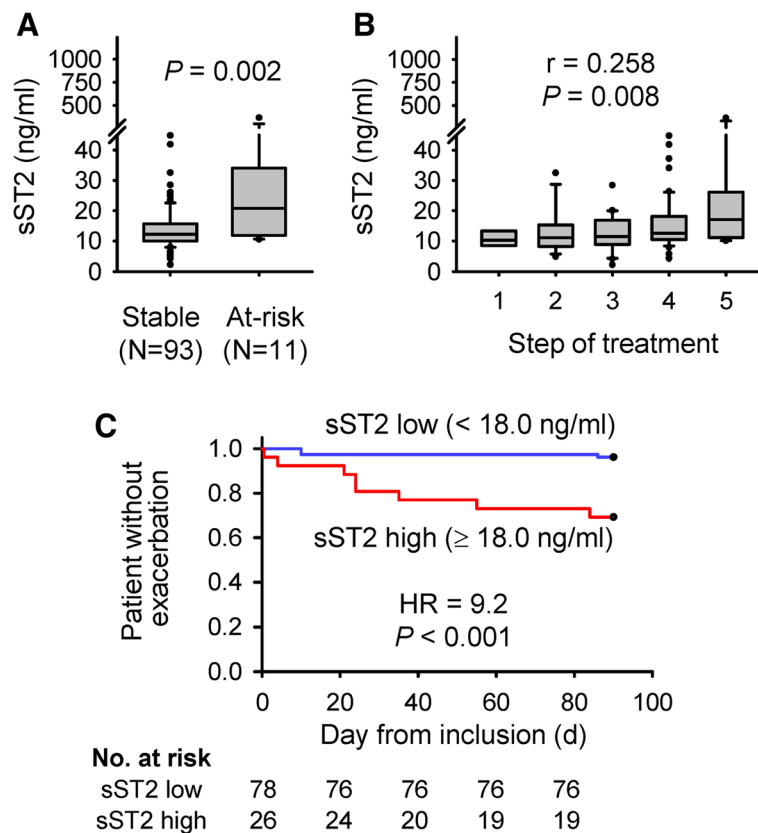 A
sST2 (ng/ml)
1000
750
500
40
30
20
10
0
P = 0.002
Stable
(N=93)
At-risk
(N=11)
B
sST2 (ng/ml)
1000
750
500
40
30
20
10
0
r = 0.258
P = 0.008
1 2 3 4 5
Step of treatment
C
sST2 low (< 18.0 ng/ml)
Patient without
exacerbation
1.0
0.8
0.6
0.4
0.2
0.0
sST2 high (≥ 18.0 ng/ml)
HR = 9.2
P < 0.001
0 20 40 60 80 100
Day from inclusion (d)
No. at risk
sST2 low 78 76 76 76 76
sST2 high 26 24 20 19 19